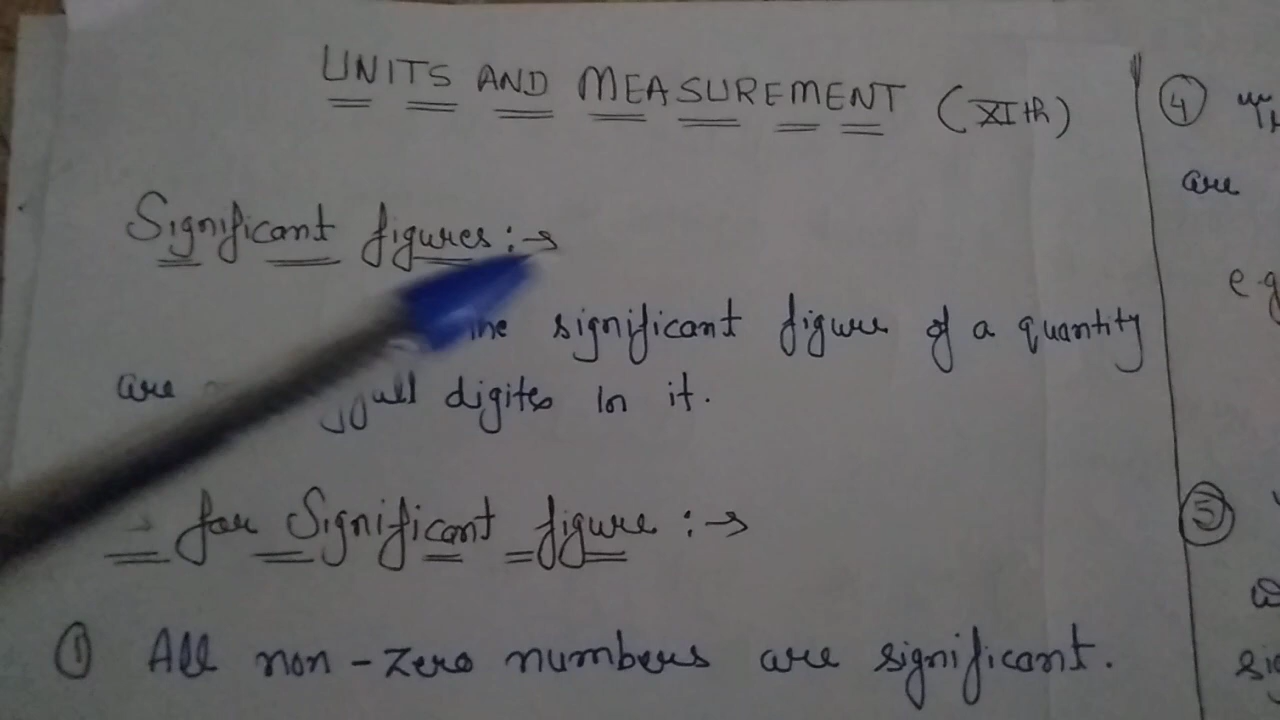 UNITS AND MEASUREMENT (XIth)
Significant figures :→
significant figure of a quantity
are digits in it.
for Significant figure :→
① All non-zero numbers are significant.
④
are
e.g
⑤